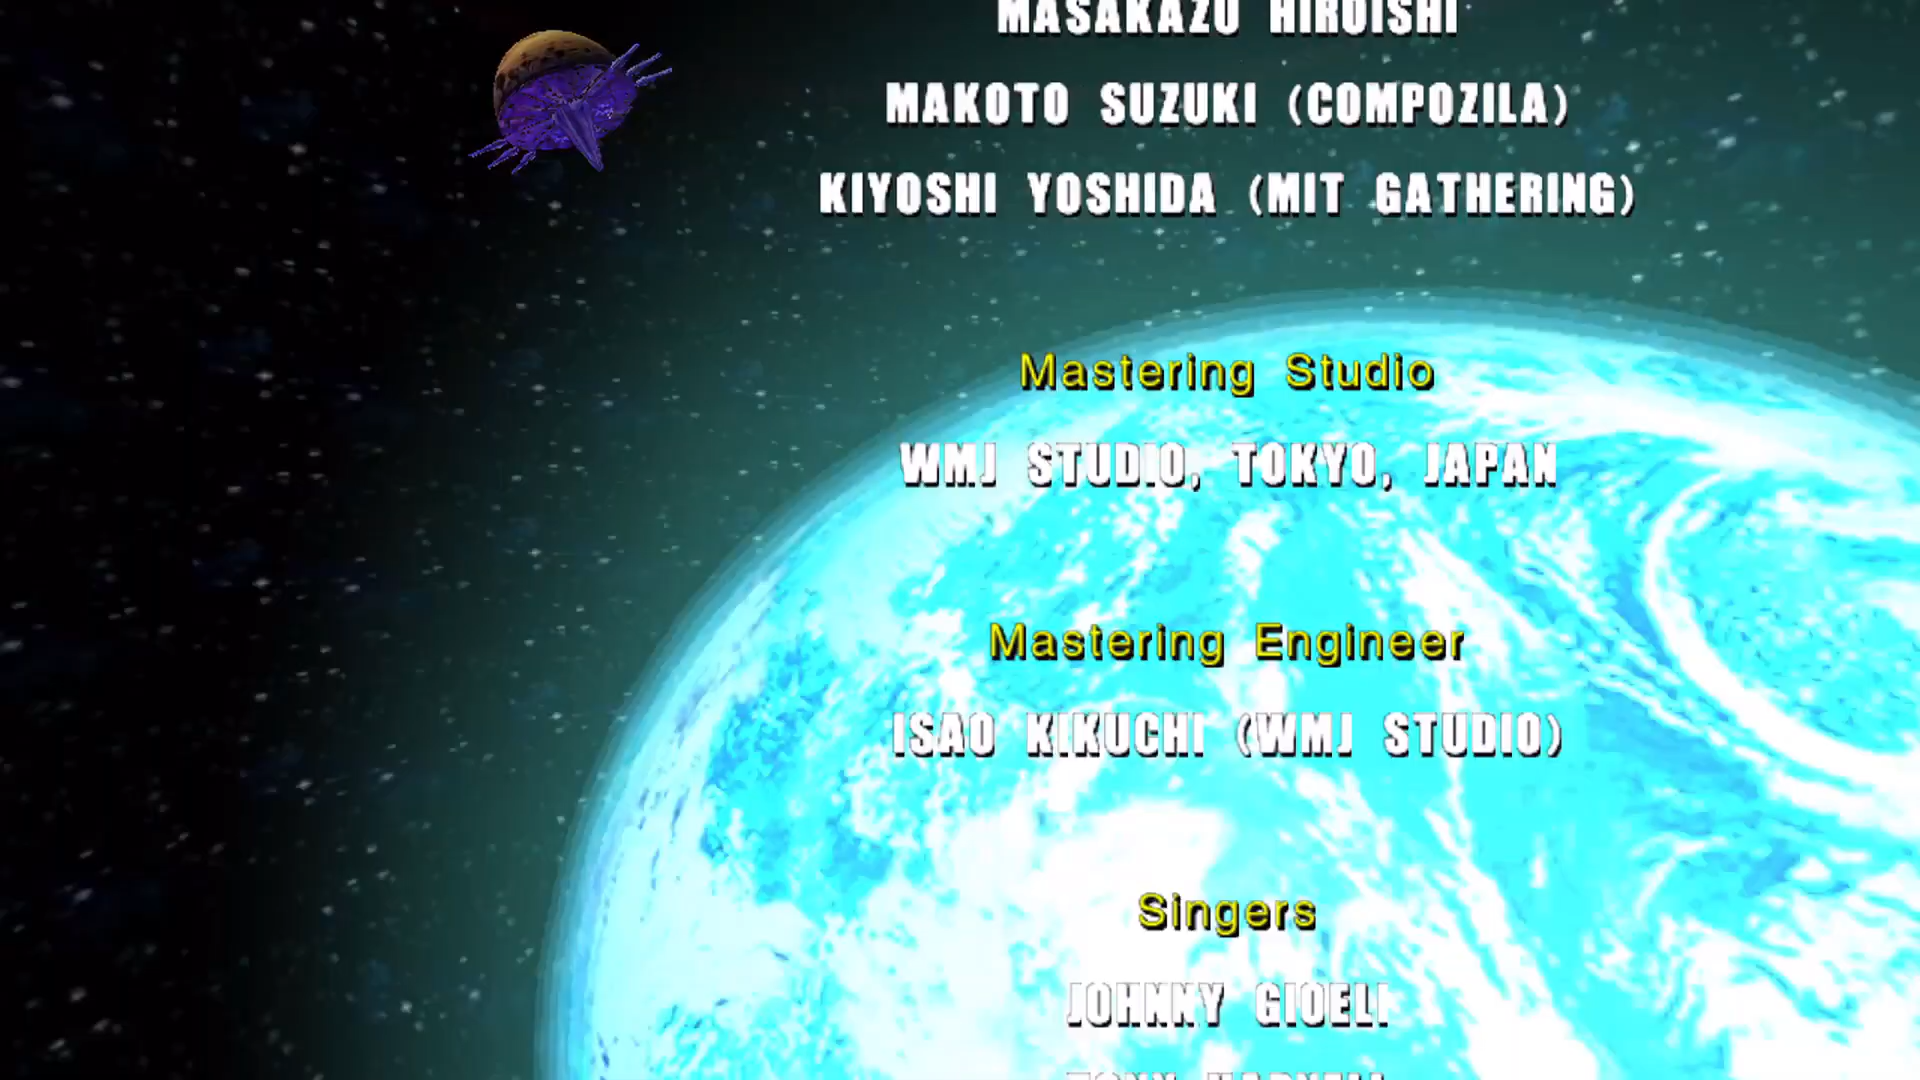 MASAKAZU HIROISHI
MAKOTO SUZUKI (COMPOZILA)
KIYOSHI YOSHIDA (MIT GATHERING)
Mastering Studio
WMJ STUDIO, TOKYO, JAPAN
Mastering Engineer
ISAO KIKUCHI (WMJ STUDIO)
Singers
JOHNNY GIOELI